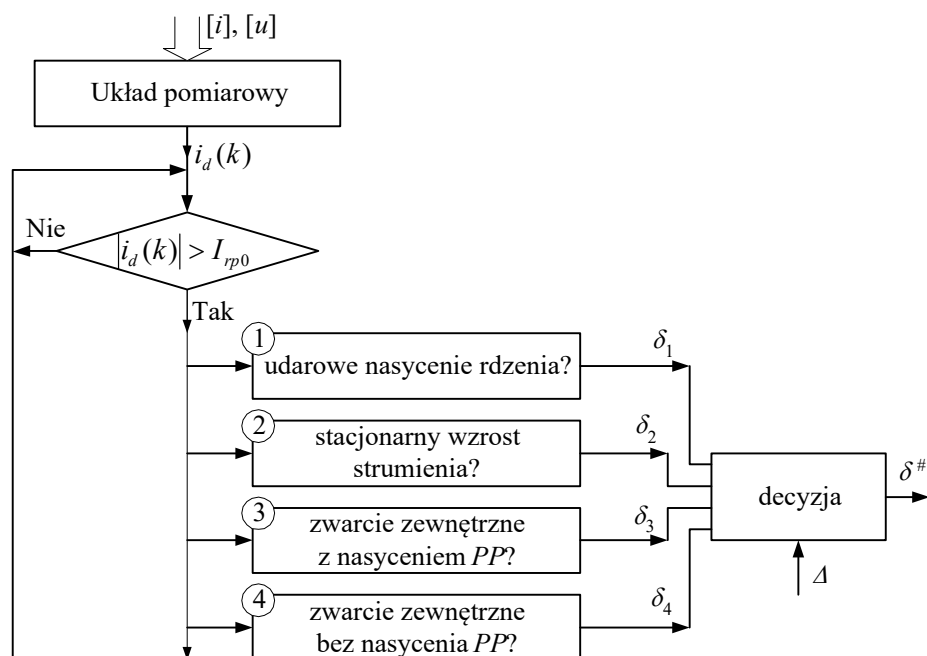 [i], [u]
Układ pomiarowy
i_d(k)
Nie
|i_d(k)| > I_rp0
Tak
1
udarowe nasycenie rdzenia?
δ_1
2
stacjonarny wzrost
strumienia?
δ_2
3
zwarcie zewnętrzne
z nasyceniem PP?
δ_3
4
zwarcie zewnętrzne
bez nasycenia PP?
δ_4
decyzja
δ^#
Δ